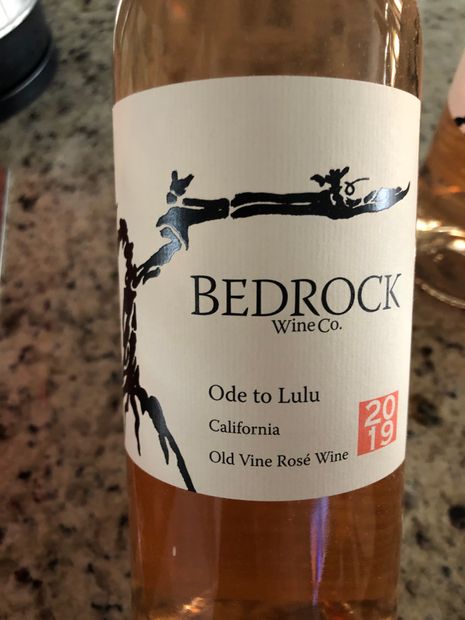 BEDROCK
Wine Co.
Ode to Lulu
California
Old Vine Rosé Wine
20
19